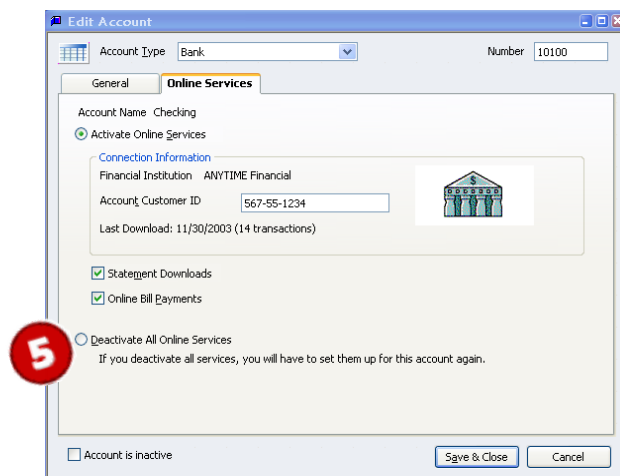 Edit Account
Account Type Bank Number 10100
General Online Services
Account Name Checking
Activate Online Services
Connection Information
Financial Institution ANYTIME Financial
$
Account Customer ID 567-55-1234
Last Download: 11/30/2003 (14 transactions)
Statement Downloads
Online Bill Payments
5
Deactivate All Online Services
If you deactivate all services, you will have to set them up for this account again.
Account is inactive Save & Close Cancel